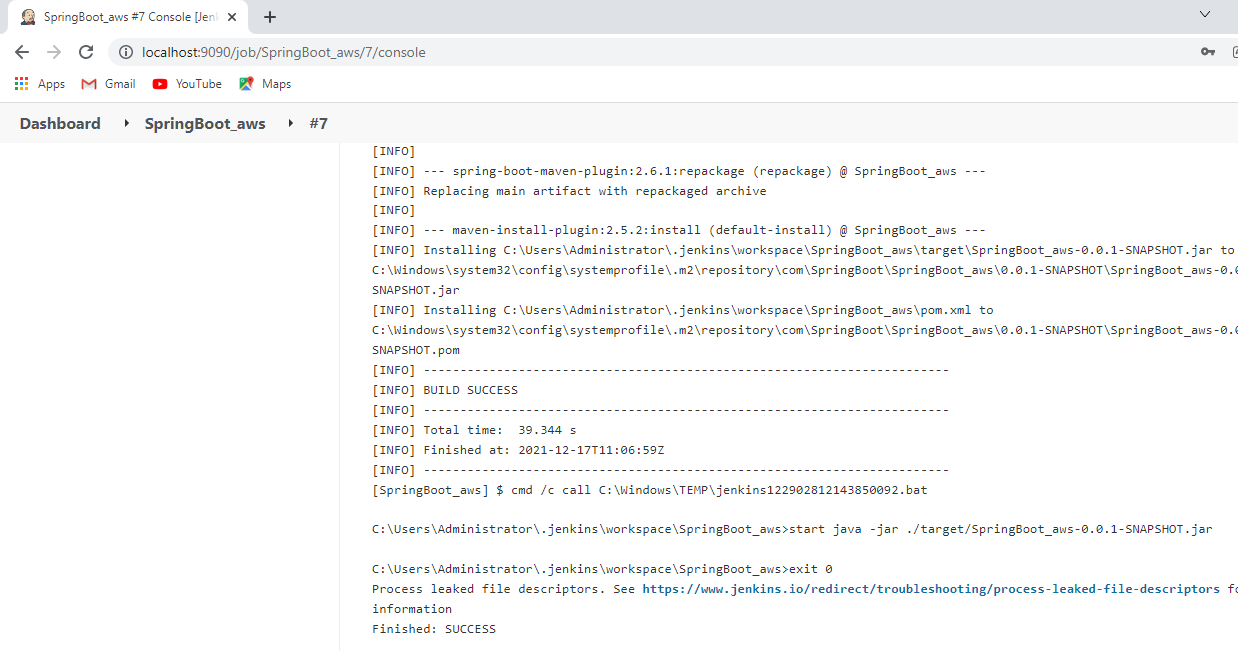 SpringBoot_aws #7 Console [Jen
localhost:9090/job/SpringBoot_aws/7/console
Apps Gmail YouTube Maps
Dashboard SpringBoot_aws #7
[INFO]
[INFO] --- spring-boot-maven-plugin:2.6.1:repackage (repackage) @ SpringBoot_aws ---
[INFO] Replacing main artifact with repackaged archive
[INFO]
[INFO] --- maven-install-plugin:2.5.2:install (default-install) @ SpringBoot_aws ---
[INFO] Installing C:\Users\Administrator\.jenkins\workspace\SpringBoot_aws\target\SpringBoot_aws-0.0.1-SNAPSHOT.jar to
C:\Windows\system32\config\systemprofile\.m2\repository\com\SpringBoot\SpringBoot_aws\0.0.1-SNAPSHOT\SpringBoot_aws-0.0
SNAPSHOT.jar
[INFO] Installing C:\Users\Administrator\.jenkins\workspace\SpringBoot_aws\pom.xml to
C:\Windows\system32\config\systemprofile\.m2\repository\com\SpringBoot\SpringBoot_aws\0.0.1-SNAPSHOT\SpringBoot_aws-0.0
SNAPSHOT.pom
[INFO] ------------------------------------------------------------------------
[INFO] BUILD SUCCESS
[INFO] ------------------------------------------------------------------------
[INFO] Total time:  39.344 s
[INFO] Finished at: 2021-12-17T11:06:59Z
[INFO] ------------------------------------------------------------------------
[SpringBoot_aws] $ cmd /c call C:\Windows\TEMP\jenkins122902812143850092.bat
C:\Users\Administrator\.jenkins\workspace\SpringBoot_aws>start java -jar ./target/SpringBoot_aws-0.0.1-SNAPSHOT.jar
C:\Users\Administrator\.jenkins\workspace\SpringBoot_aws>exit 0
Process leaked file descriptors. See https://www.jenkins.io/redirect/troubleshooting/process-leaked-file-descriptors fo
information
Finished: SUCCESS